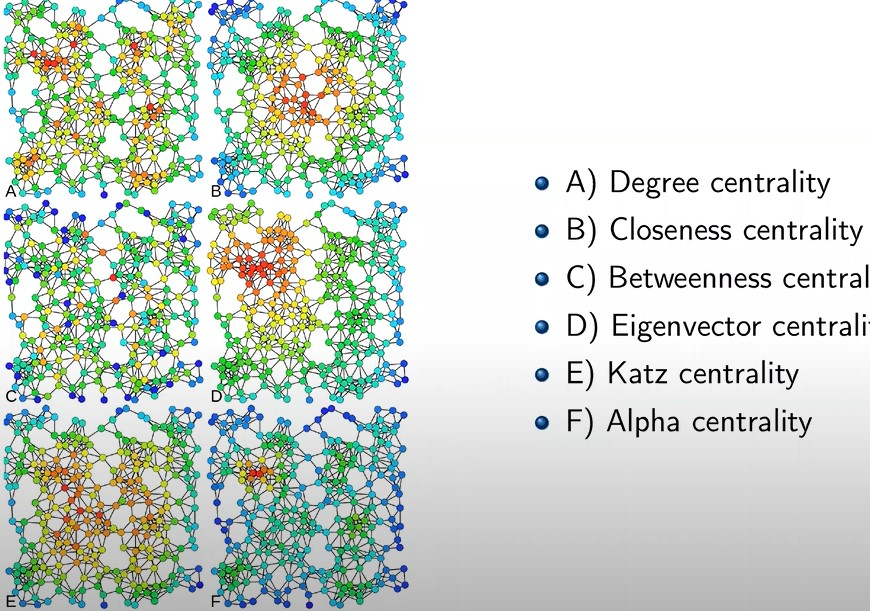 A
B
C
D
E
F
A) Degree centrality
B) Closeness centrality
C) Betweenness central
D) Eigenvector centralit
E) Katz centrality
F) Alpha centrality